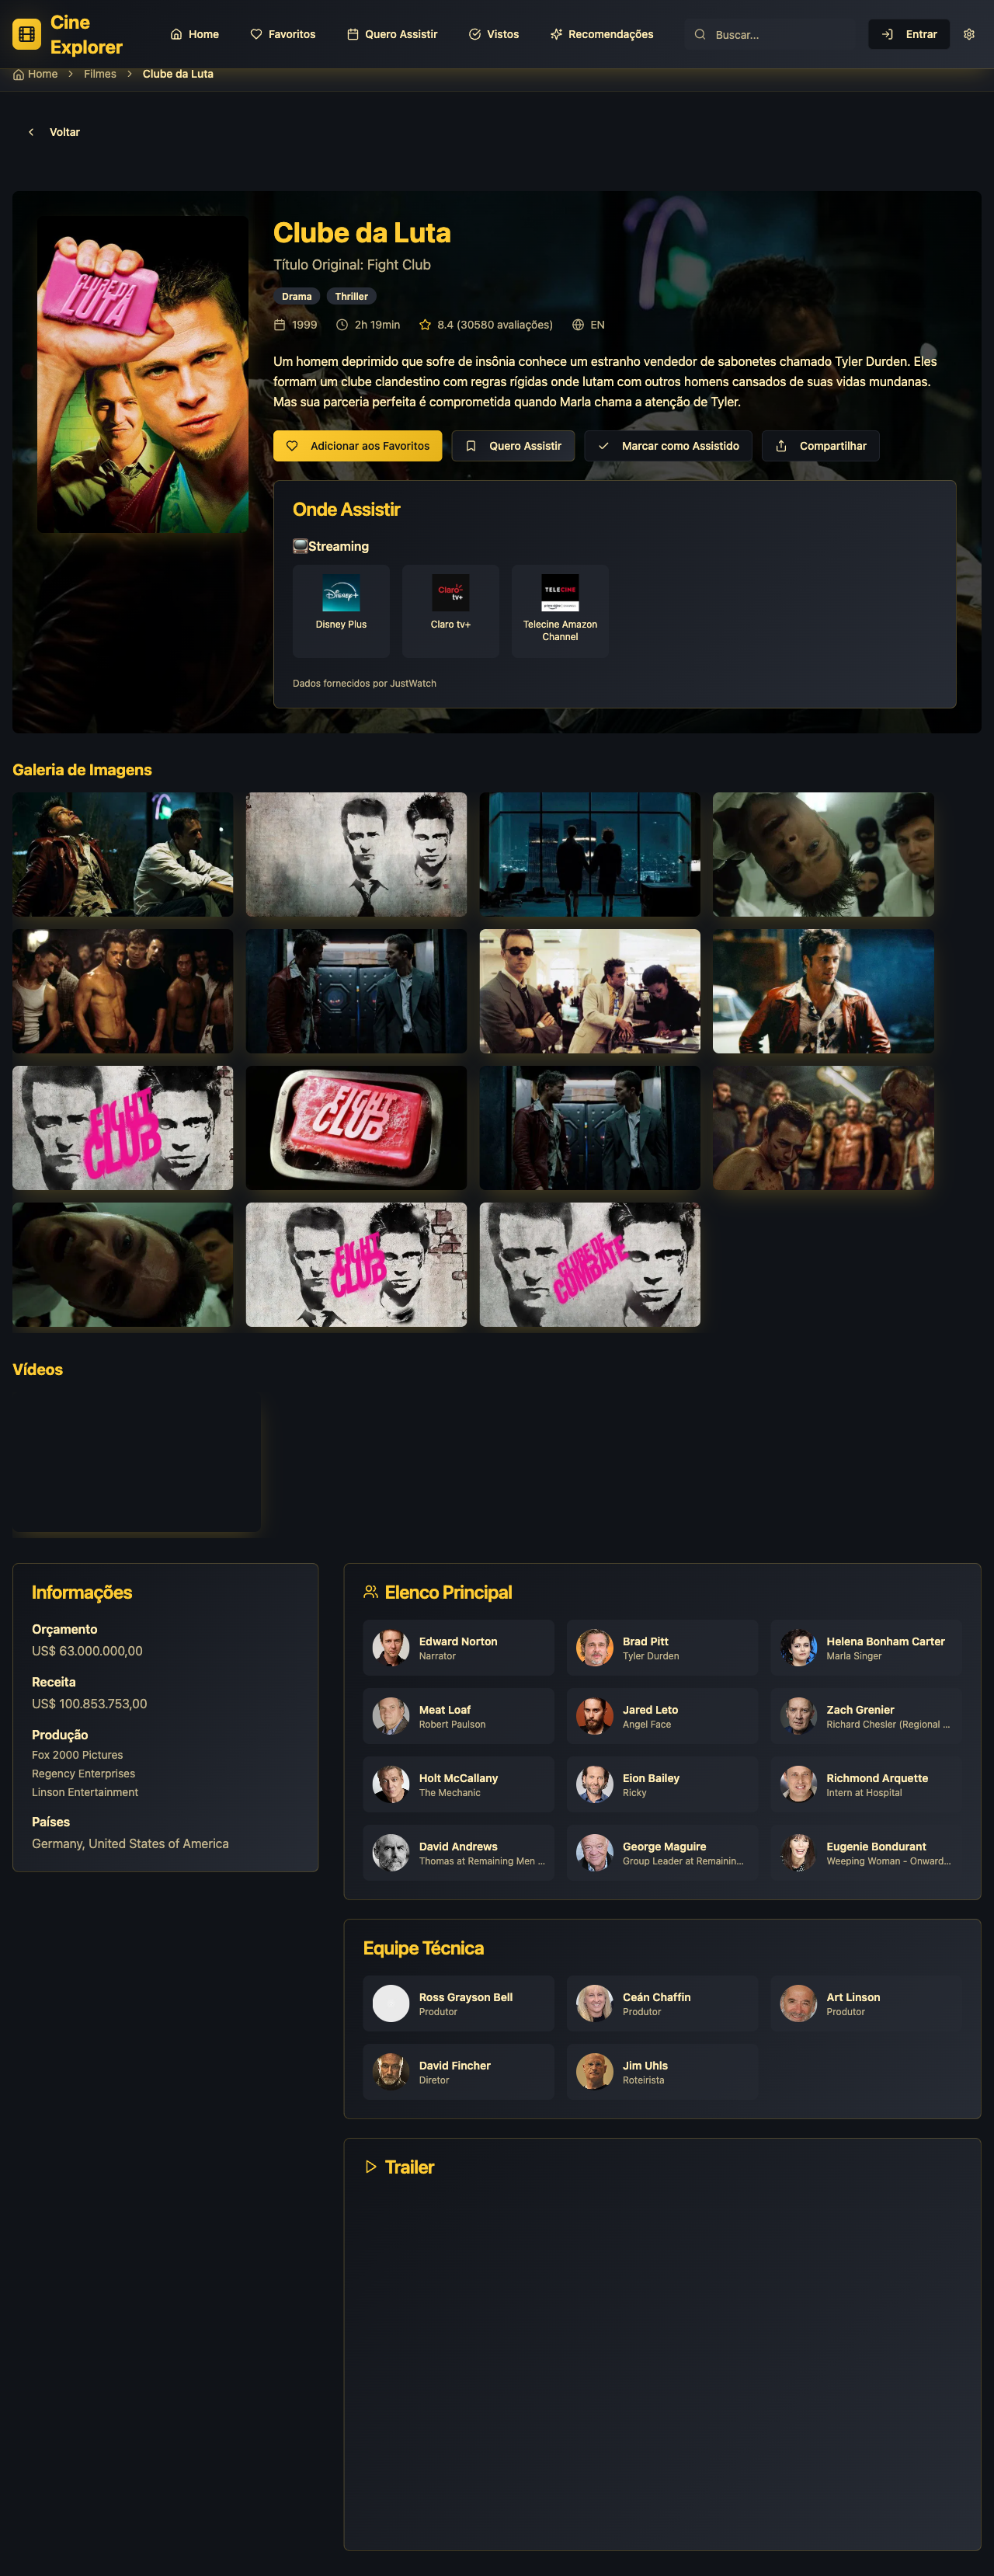 Cine
Explorer
Home
Favoritos
Quero Assistir
Vistos
Recomendações
Buscar...
Entrar
Home
Filmes
Clube da Luta
Voltar
CLUBE DA
LUTA
Clube da Luta
Título Original: Fight Club
Drama
Thriller
1999
2h 19min
8.4 (30580 avaliações)
EN
Um homem deprimido que sofre de insônia conhece um estranho vendedor de sabonetes chamado Tyler Durden. Eles
formam um clube clandestino com regras rígidas onde lutam com outros homens cansados de suas vidas mundanas.
Mas sua parceria perfeita é comprometida quando Marla chama a atenção de Tyler.
Adicionar aos Favoritos
Quero Assistir
Marcar como Assistido
Compartilhar
Onde Assistir
Streaming
Disney+
Claro
tv+
TELECINE
Disney Plus
Claro tv+
Telecine Amazon
Channel
Dados fornecidos por JustWatch
Galeria de Imagens
FIGHT
CLUB
FIGHT
CLUB
FIGHT
CLUB
CLUBE DE
COMBATE
Vídeos
Informações
Orçamento
US$ 63.000.000,00
Receita
US$ 100.853.753,00
Produção
Fox 2000 Pictures
Regency Enterprises
Linson Entertainment
Países
Germany, United States of America
Elenco Principal
Edward Norton
Narrator
Brad Pitt
Tyler Durden
Helena Bonham Carter
Marla Singer
Meat Loaf
Robert Paulson
Jared Leto
Angel Face
Zach Grenier
Richard Chesler (Regional ...
Holt McCallany
The Mechanic
Eion Bailey
Ricky
Richmond Arquette
Intern at Hospital
David Andrews
Thomas at Remaining Men ...
George Maguire
Group Leader at Remainin...
Eugenie Bondurant
Weeping Woman - Onward...
Equipe Técnica
Ross Grayson Bell
Produtor
Ceán Chaffin
Produtor
Art Linson
Produtor
David Fincher
Diretor
Jim Uhls
Roteirista
Trailer